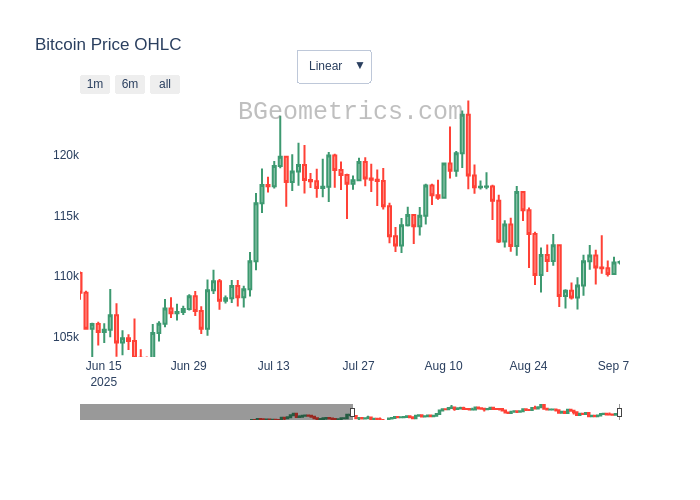 Bitcoin Price OHLC
Linear ▼
1m 6m all
BGeometrics.com
120k
115k
110k
105k
Jun 15 Jun 29 Jul 13 Jul 27 Aug 10 Aug 24 Sep 7
2025